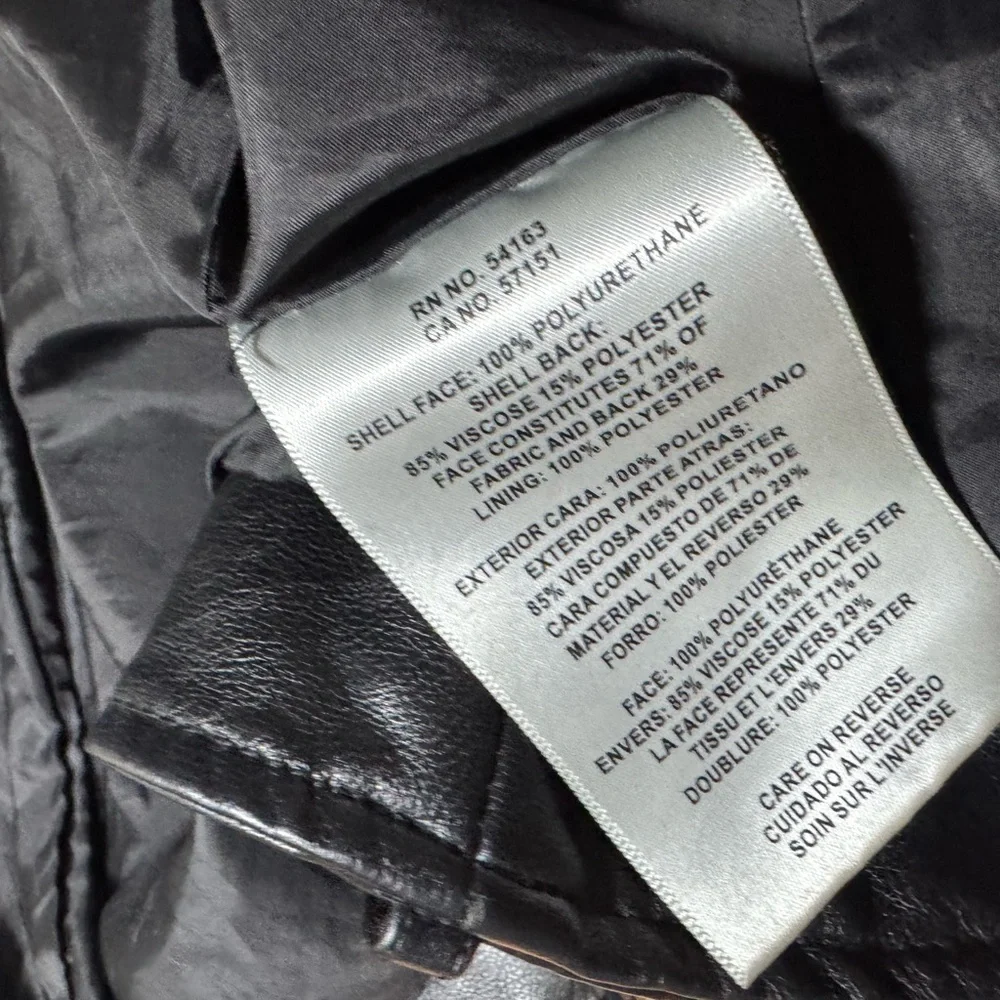 RN NO. 54163
CA NO. 57151
SHELL FACE: 100% POLYURETHANE
SHELL BACK:
85% VISCOSE 15% POLYESTER
FACE CONSTITUTES 71% OF
FABRIC AND BACK 29%
LINING: 100% POLYESTER
EXTERIOR CARA: 100% POLIURETANO
EXTERIOR PARTE ATRAS:
85% VISCOSA 15% POLIESTER
CARA COMPUESTO DE 71% DE
MATERIAL Y EL REVERSO 29%
FORRO: 100% POLIESTER
FACE: 100% POLYURÉTHANE
ENVERS: 85% VISCOSE 15% POLYESTER
LA FACE REPRESENTE 71% DU
TISSU ET L'ENVERS 29%
DOUBLURE: 100% POLYESTER
CARE ON REVERSE
CUIDADO AL REVERSO
SOIN SUR L'INVERSE